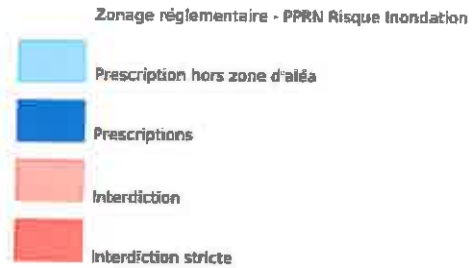 Zonage réglementaire - PPRN Risque Inondation
Prescription hors zone d'aléa
Prescriptions
Interdiction
Interdiction stricte